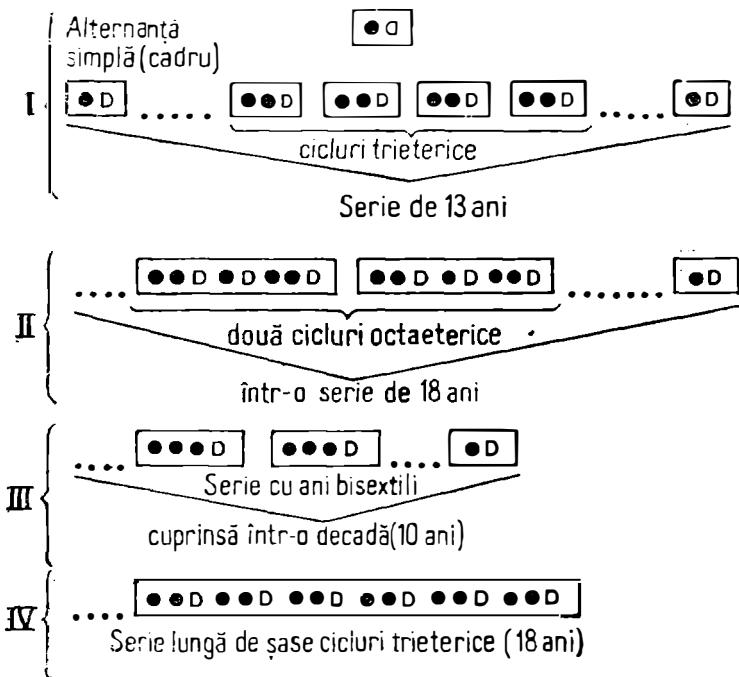 Alternanță
simplă (cadru)
● D
I
● D ..... ● ● D ● ● D ● ● D ● ● D ..... ● D
cicluri trieterice
Serie de 13 ani
II
.... ● ● D ● D ● ● D ● ● D ● D ● ● D ....... ● D
două cicluri octaeterice
într-o serie de 18 ani
III
.... ● ● ● D ● ● ● D .... ● D
Serie cu ani bisextili
cuprinsă într-o decadă (10 ani)
IV
.... ● ● D ● ● D ● ● D ● ● D ● ● D ● ● D
Serie lungă de șase cicluri trieterice (18 ani)